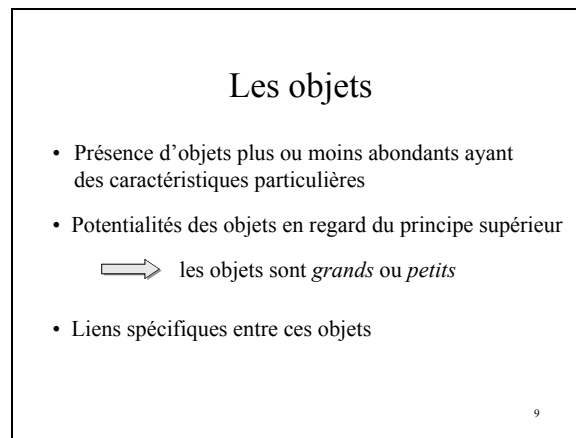 Les objets
• Présence d’objets plus ou moins abondants ayant
des caractéristiques particulières
• Potentialités des objets en regard du principe supérieur
les objets sont grands ou petits
• Liens spécifiques entre ces objets
9